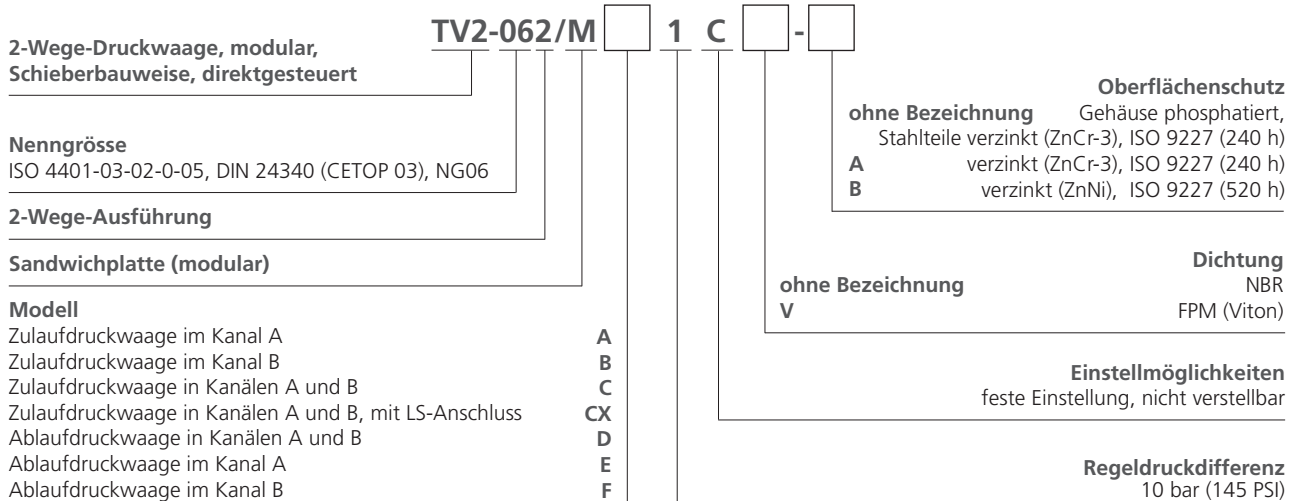 TV2-062/M 1 C -
2-Wege-Druckwaage, modular,
Schieberbauweise, direktgesteuert
Nenngrösse
ISO 4401-03-02-0-05, DIN 24340 (CETOP 03), NG06
2-Wege-Ausführung
Sandwichplatte (modular)
Modell
Zulaufdruckwaage im Kanal A A
Zulaufdruckwaage im Kanal B B
Zulaufdruckwaage in Kanälen A und B C
Zulaufdruckwaage in Kanälen A und B, mit LS-Anschluss CX
Ablaufdruckwaage in Kanälen A und B D
Ablaufdruckwaage im Kanal A E
Ablaufdruckwaage im Kanal B F
Oberflächenschutz
ohne Bezeichnung Gehäuse phosphatiert,
Stahlteile verzinkt (ZnCr-3), ISO 9227 (240 h)
A verzinkt (ZnCr-3), ISO 9227 (240 h)
B verzinkt (ZnNi), ISO 9227 (520 h)
Dichtung
ohne Bezeichnung NBR
V FPM (Viton)
Einstellmöglichkeiten
feste Einstellung, nicht verstellbar
Regeldruckdifferenz
10 bar (145 PSI)